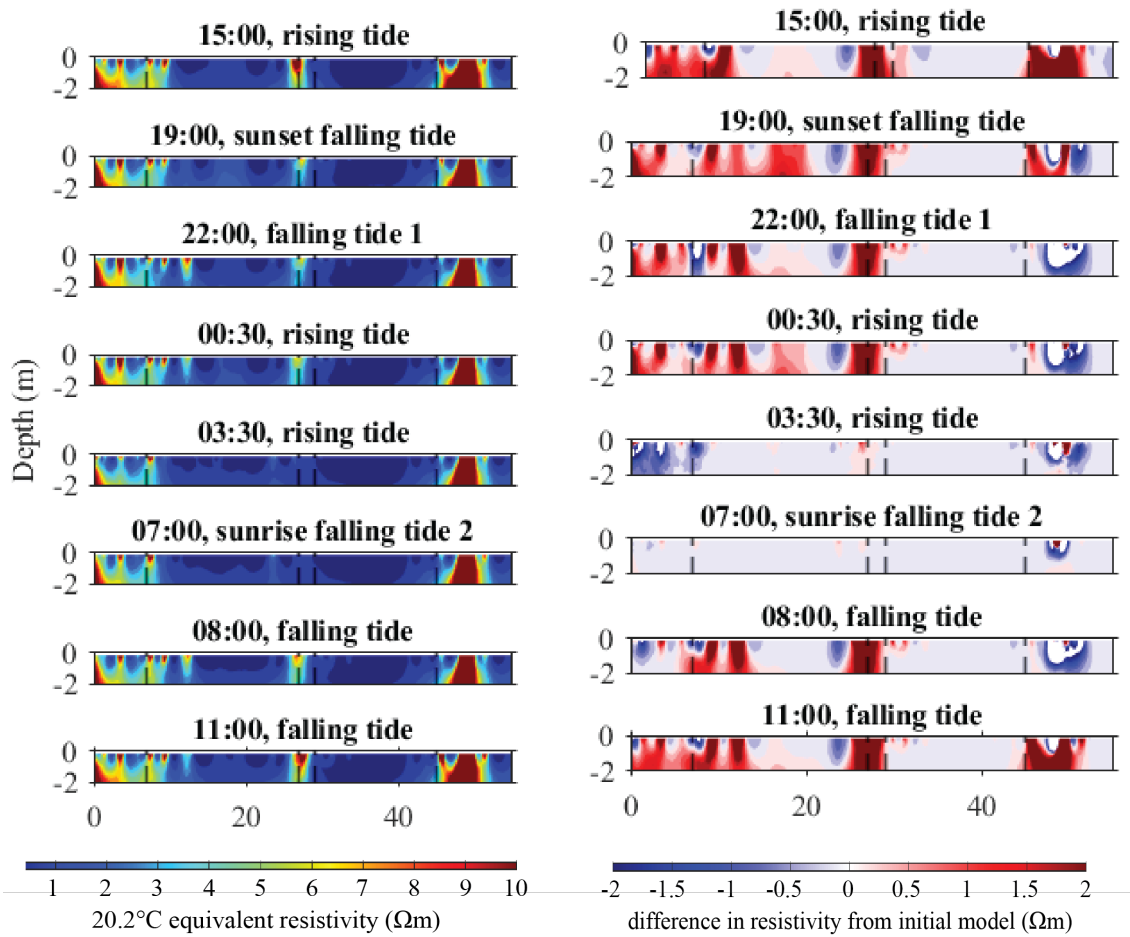 15:00, rising tide
0
-2
19:00, sunset falling tide
0
-2
22:00, falling tide 1
0
-2
00:30, rising tide
0
-2
03:30, rising tide
0
-2
07:00, sunrise falling tide 2
0
-2
08:00, falling tide
0
-2
11:00, falling tide
0
-2
0 20 40
Depth (m)
1 2 3 4 5 6 7 8 9 10
20.2°C equivalent resistivity (Ωm)
15:00, rising tide
0
-2
19:00, sunset falling tide
0
-2
22:00, falling tide 1
0
-2
00:30, rising tide
0
-2
03:30, rising tide
0
-2
07:00, sunrise falling tide 2
0
-2
08:00, falling tide
0
-2
11:00, falling tide
0
-2
0 20 40
-2 -1.5 -1 -0.5 0 0.5 1 1.5 2
difference in resistivity from initial model (Ωm)